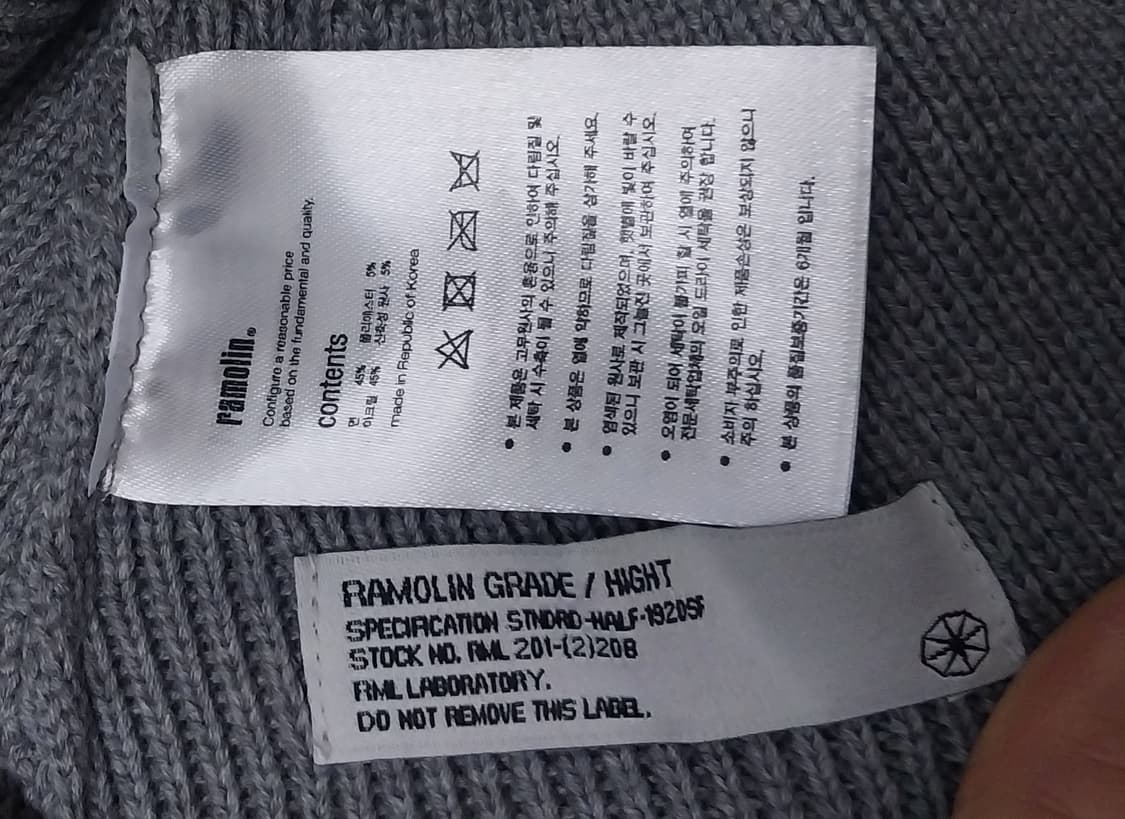 ramolin®
Configure a reasonable price
based on the fundamental and quality.
contents
면 45% 폴리에스터 5%
아크릴 45% 신축성 원사 5%
made in Republic of Korea
● 본 제품은 고무원사의 혼용으로 인하여 다림질 및
세탁 시 수축이 될 수 있으니 주의해 주십시오.
● 본 상품은 열에 약하므로 다림질을 삼가해 주세요.
● 염색된 원사로 제작되었으며, 햇볕에 빛이 바랄 수
있으니 보관 시 그늘진 곳에서 보관하여 주십시오.
● 오염이 되어 세탁이 불가피 할 시 열에 주의하여
전문세탁업체의 오일 드라이 세탁을 권장 합니다.
● 소비자 부주의로 인한 제품손상은 보상되지 않으니
주의 하십시오.
● 본 상품의 품질보증기간은 6개월 입니다.
RAMOLIN GRADE / HIGHT
SPECIFICATION STNDRD-HALF-1920SF
STOCK NO. RML 201-(2)208
RML LABORATORY.
DO NOT REMOVE THIS LABEL.